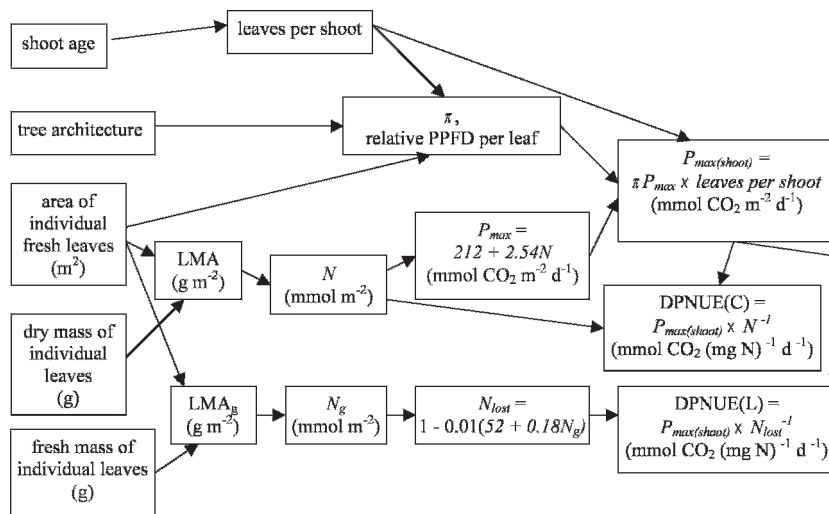 shoot age
leaves per shoot
tree architecture
π,
relative PPFD per leaf
P_max(shoot) =
πP_max x leaves per shoot
(mmol CO₂ m⁻² d⁻¹)
area of
individual
fresh leaves
(m²)
LMA
(g m⁻²)
N
(mmol m⁻²)
P_max =
212 + 2.54N
(mmol CO₂ m⁻² d⁻¹)
dry mass of
individual
leaves
(g)
DPNUE(C) =
P_max(shoot) x N⁻¹
(mmol CO₂ (mg N) ⁻¹ d⁻¹)
fresh mass of
individual leaves
(g)
LMA_g
(g m⁻²)
N_g
(mmol m⁻²)
N_lost =
1 - 0.01(52 + 0.18N_g)
DPNUE(L) =
P_max(shoot) x N_lost⁻¹
(mmol CO₂ (mg N) ⁻¹ d⁻¹)